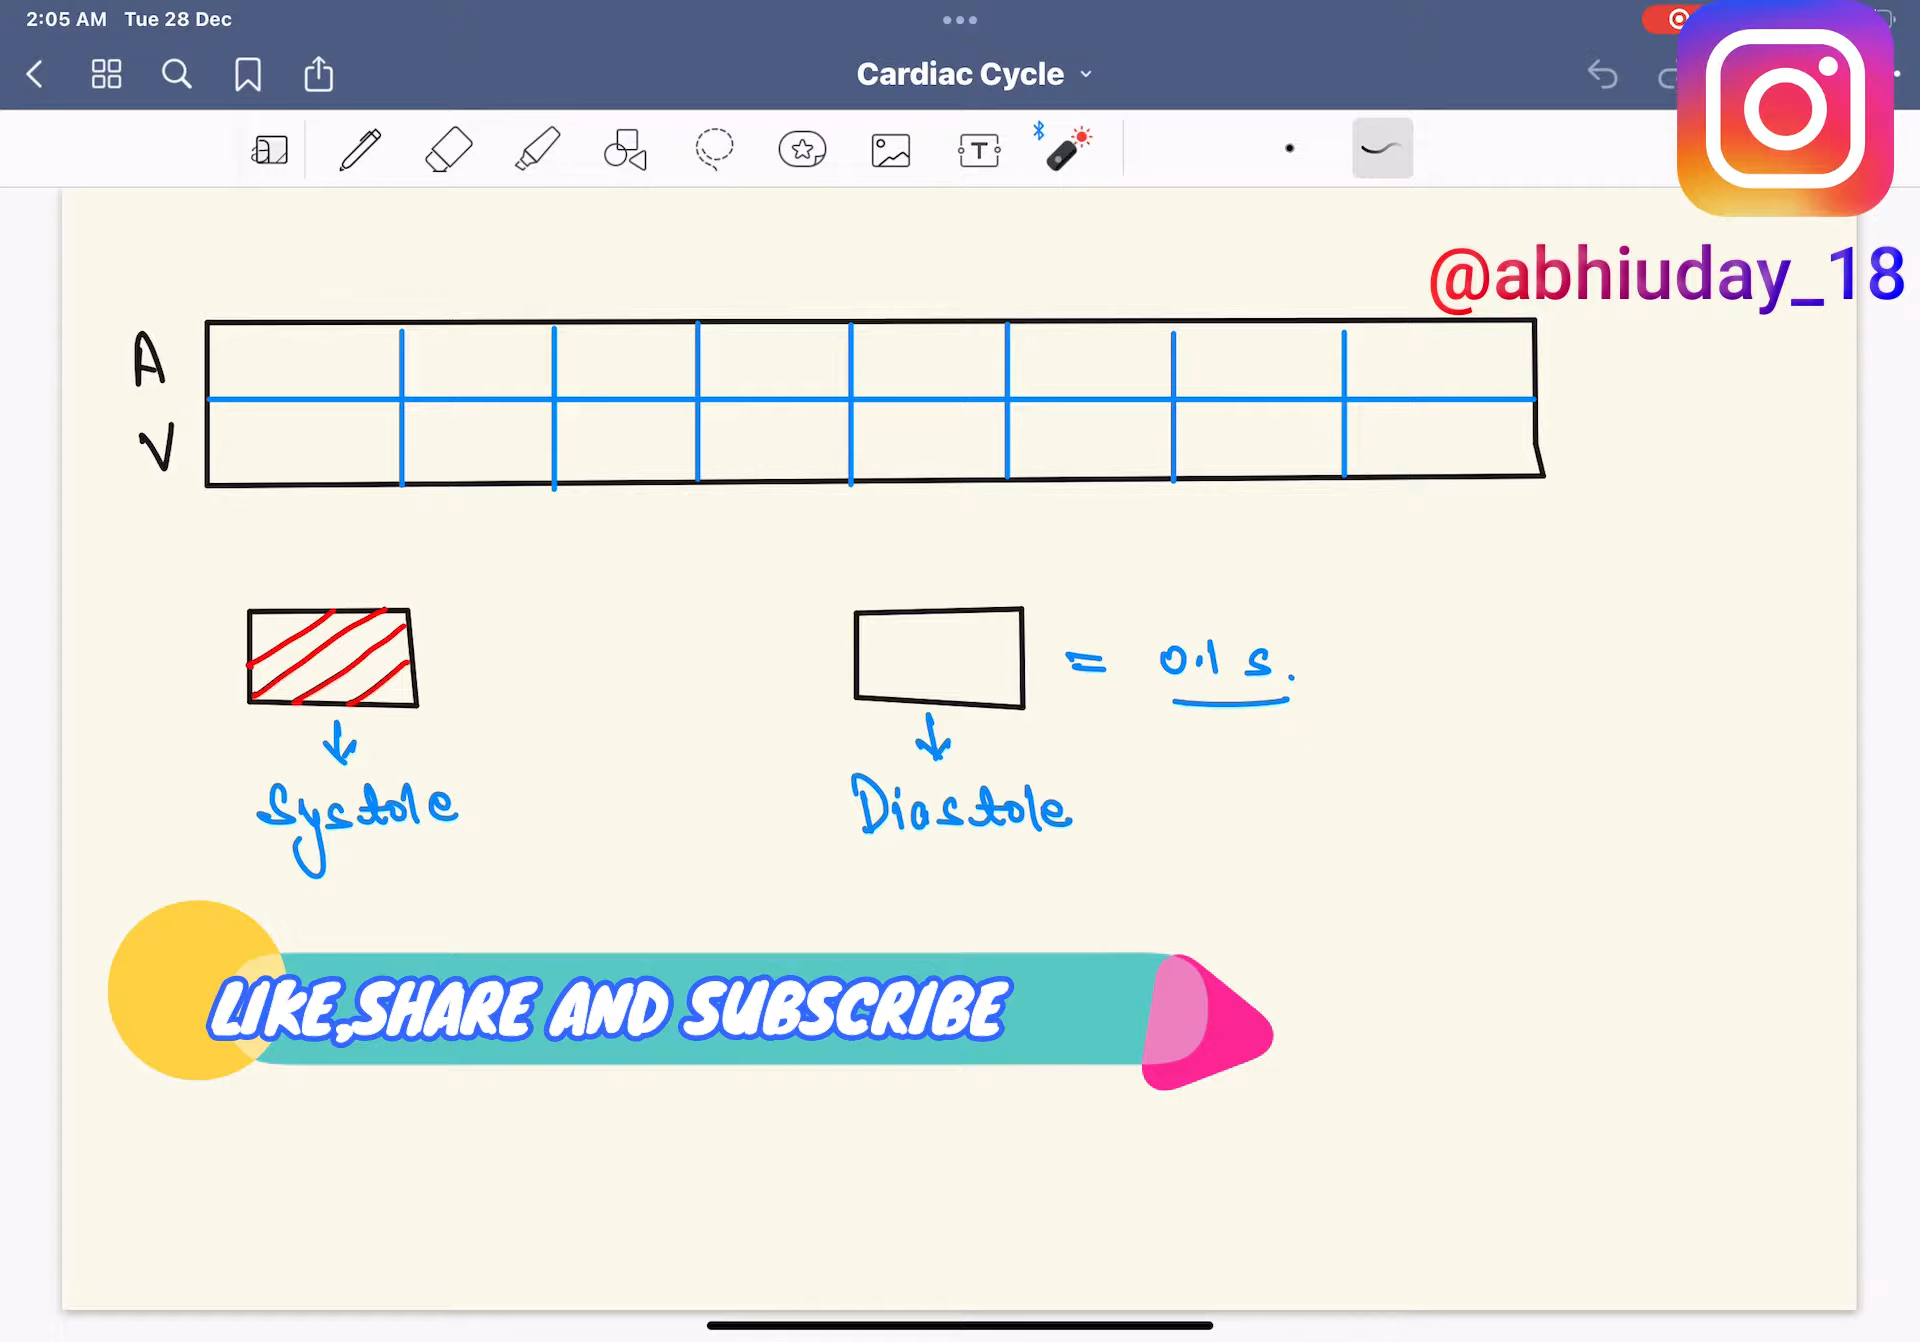 2:05 AM Tue 28 Dec
Cardiac Cycle
@abhiuday_18
A
V
= 0.1 s.
Systole
Diastole
LIKE,SHARE AND SUBSCRIBE